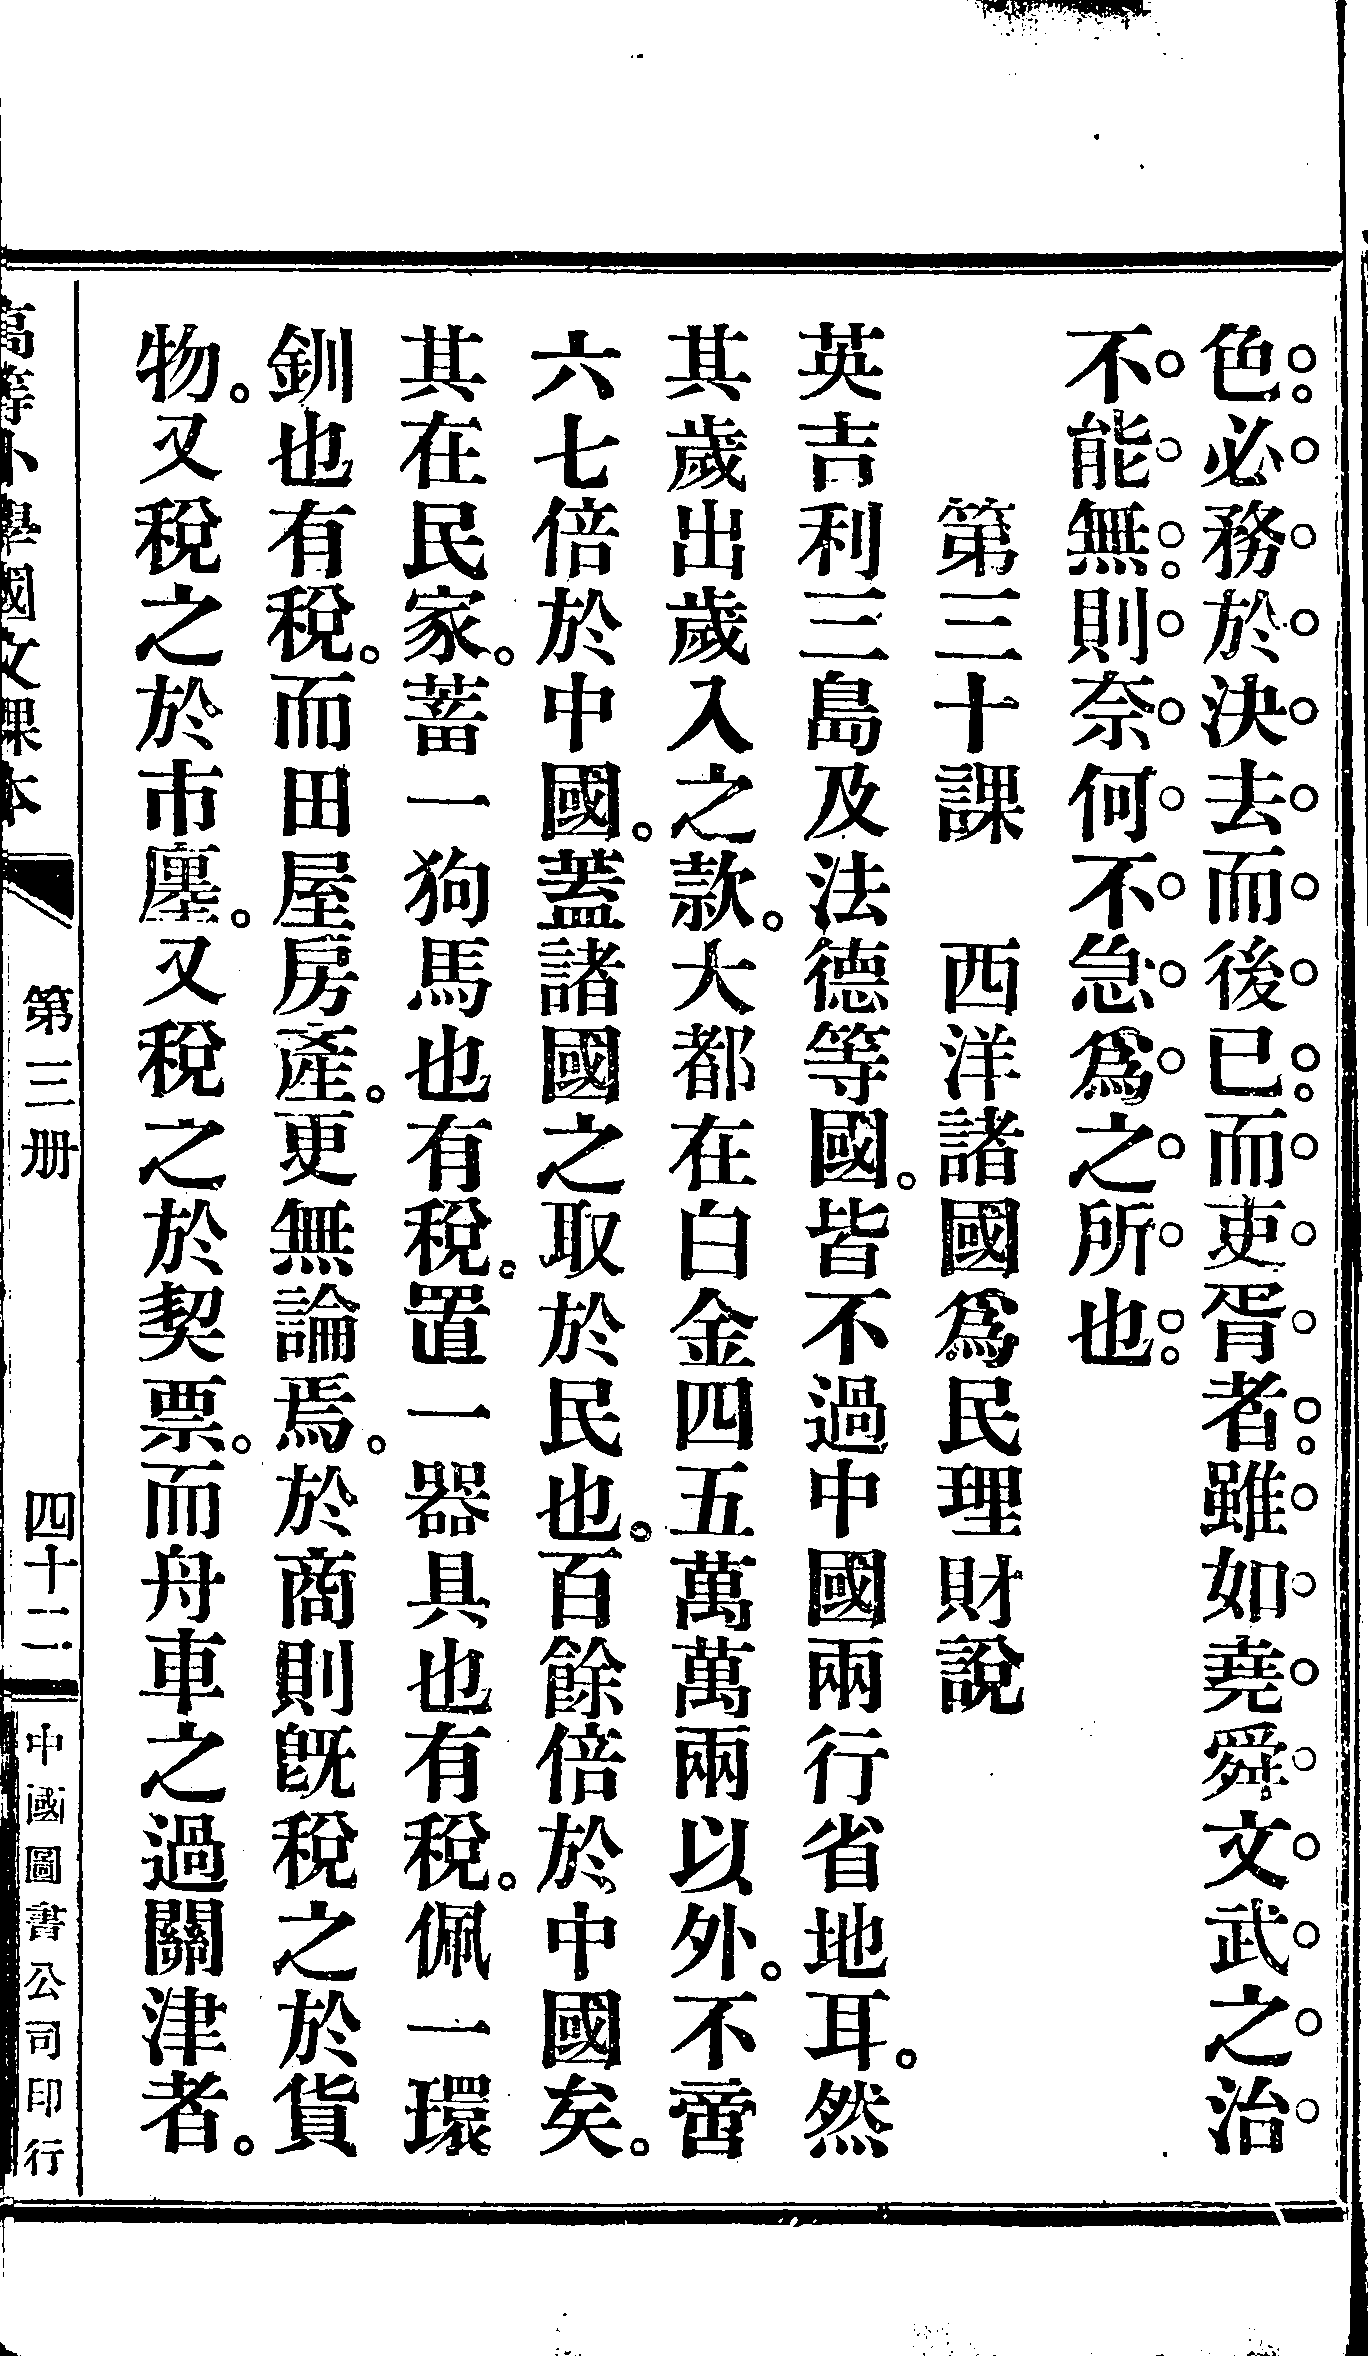 色。必務於決去而後已。而吏胥者。雖如堯舜文武之治
不能無。則奈何不急爲之所也。
第三十課　西洋諸國爲民理財說
英吉利三島及法德等國。皆不過中國兩行省地耳。然
其歲出歲入之款。大都在白金四五萬萬兩以外。不啻
六七倍於中國。蓋諸國之取於民也。百餘倍於中國矣。
其在民家。蓄一狗馬也有稅。置一器具也有稅。佩一環
釧也有稅。而田屋房產。更無論焉。於商則旣稅之於貨
物。又稅之於市廛。又稅之於契票。而舟車之過關津者。
高等小學國文課本　第三册　四十二　中國圖書公司印行